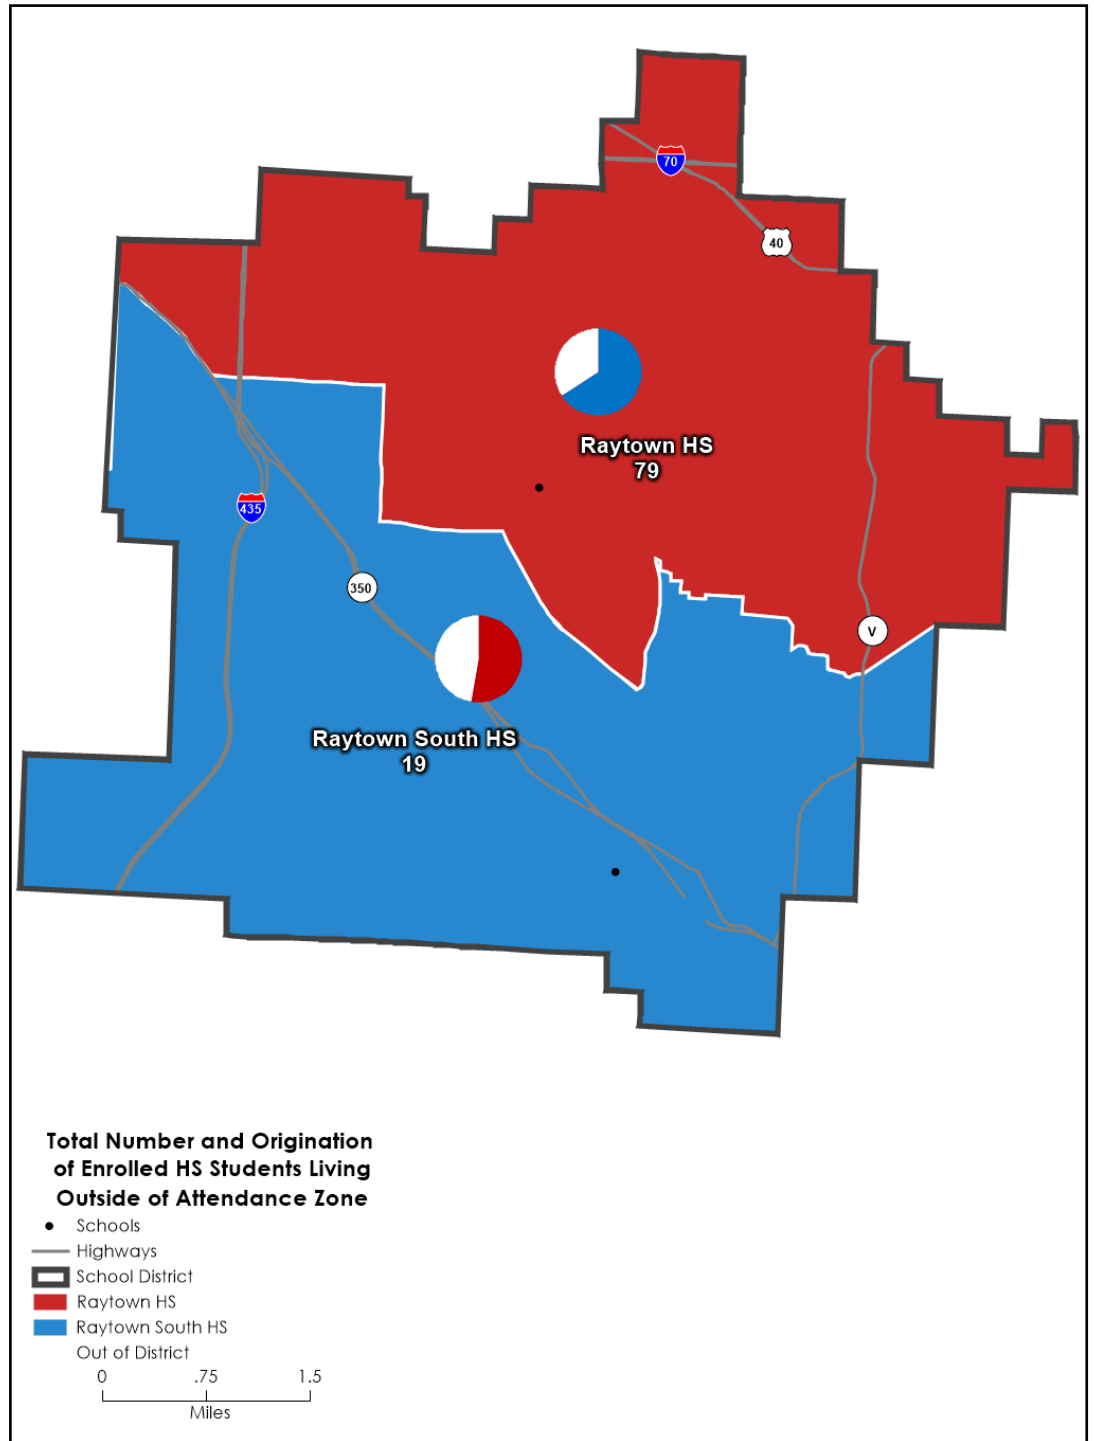 70
40
Raytown HS
79
435
350
V
Raytown South HS
19
Total Number and Origination
of Enrolled HS Students Living
Outside of Attendance Zone
Schools
Highways
School District
Raytown HS
Raytown South HS
Out of District
0 .75 1.5
Miles